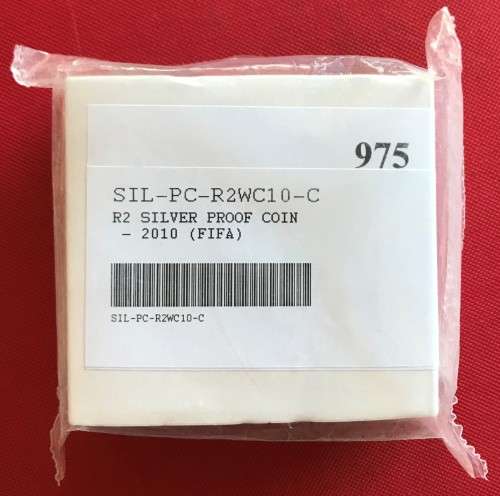 975
SIL-PC-R2WC10-C
R2 SILVER PROOF COIN
- 2010 (FIFA)
SIL-PC-R2WC10-C